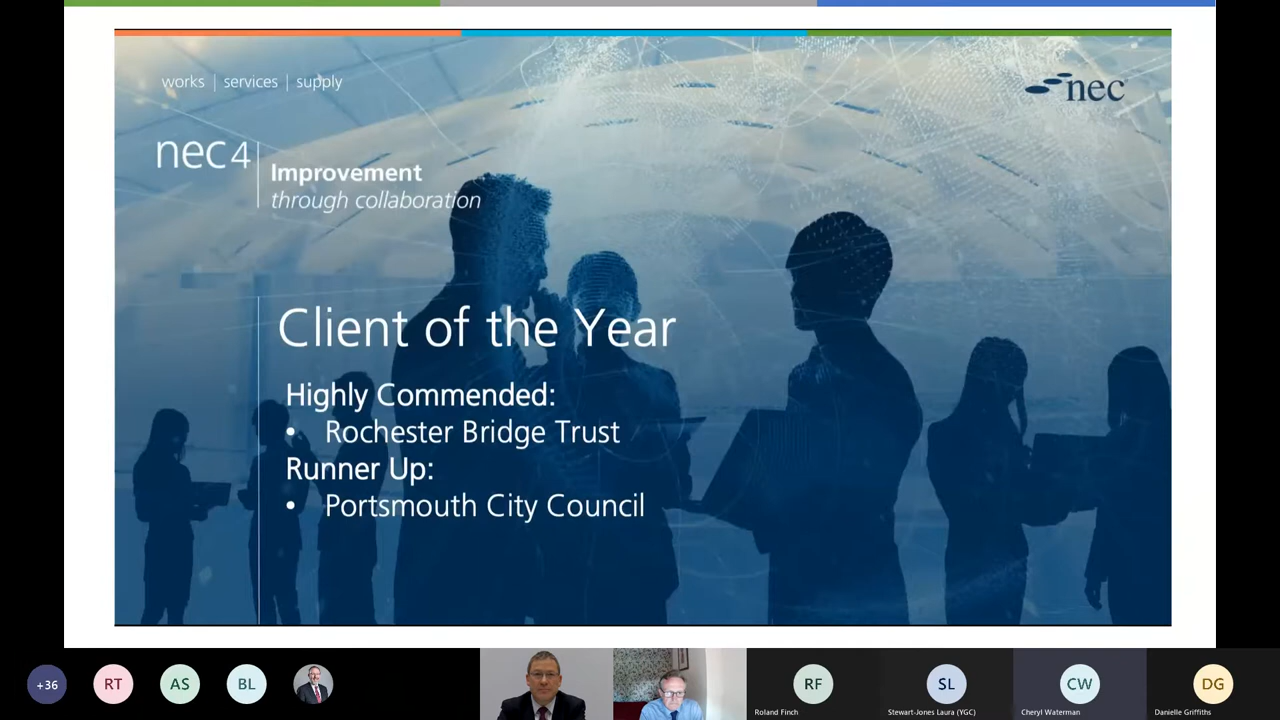 works | services | supply
nec
nec4
Improvement
through collaboration
Client of the Year
Highly Commended:
• Rochester Bridge Trust
Runner Up:
• Portsmouth City Council
+36
RT
AS
BL
RF
SL
CW
DG
Roland Finch
Stewart-Jones Laura (YGC)
Cheryl Waterman
Danielle Griffiths